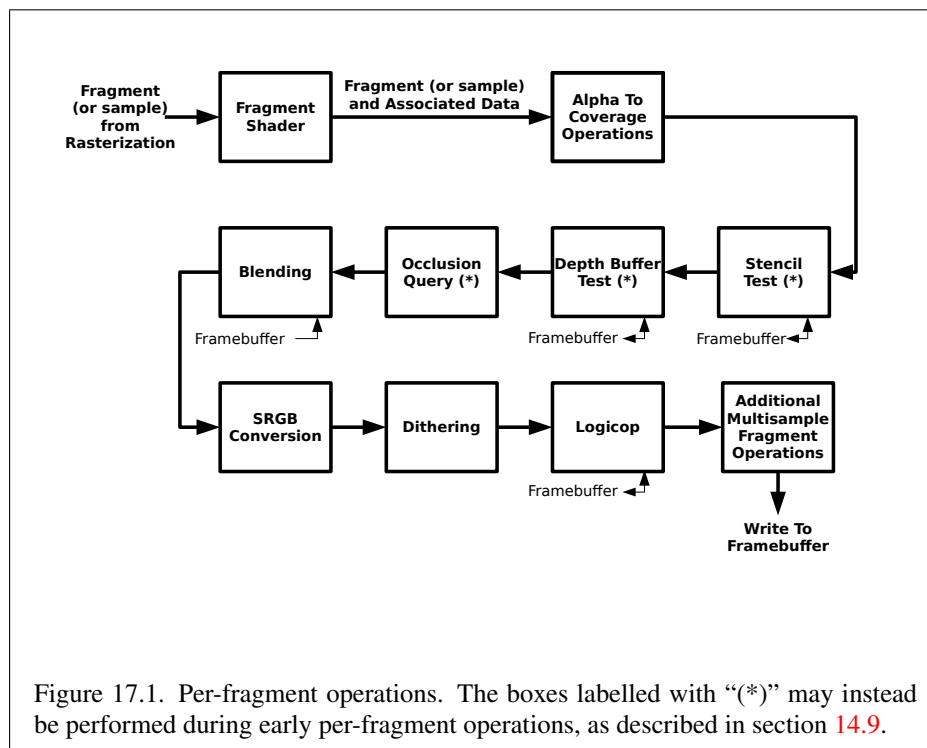 Fragment
(or sample)
from
Rasterization
Fragment
Shader
Fragment (or sample)
and Associated Data
Alpha To
Coverage
Operations
Blending
Occlusion
Query (*)
Depth Buffer
Test (*)
Stencil
Test (*)
Framebuffer
Framebuffer
Framebuffer
SRGB
Conversion
Dithering
Logicop
Additional
Multisample
Fragment
Operations
Framebuffer
Write To
Framebuffer
Figure 17.1. Per-fragment operations. The boxes labelled with “(*)” may instead
be performed during early per-fragment operations, as described in section 14.9.